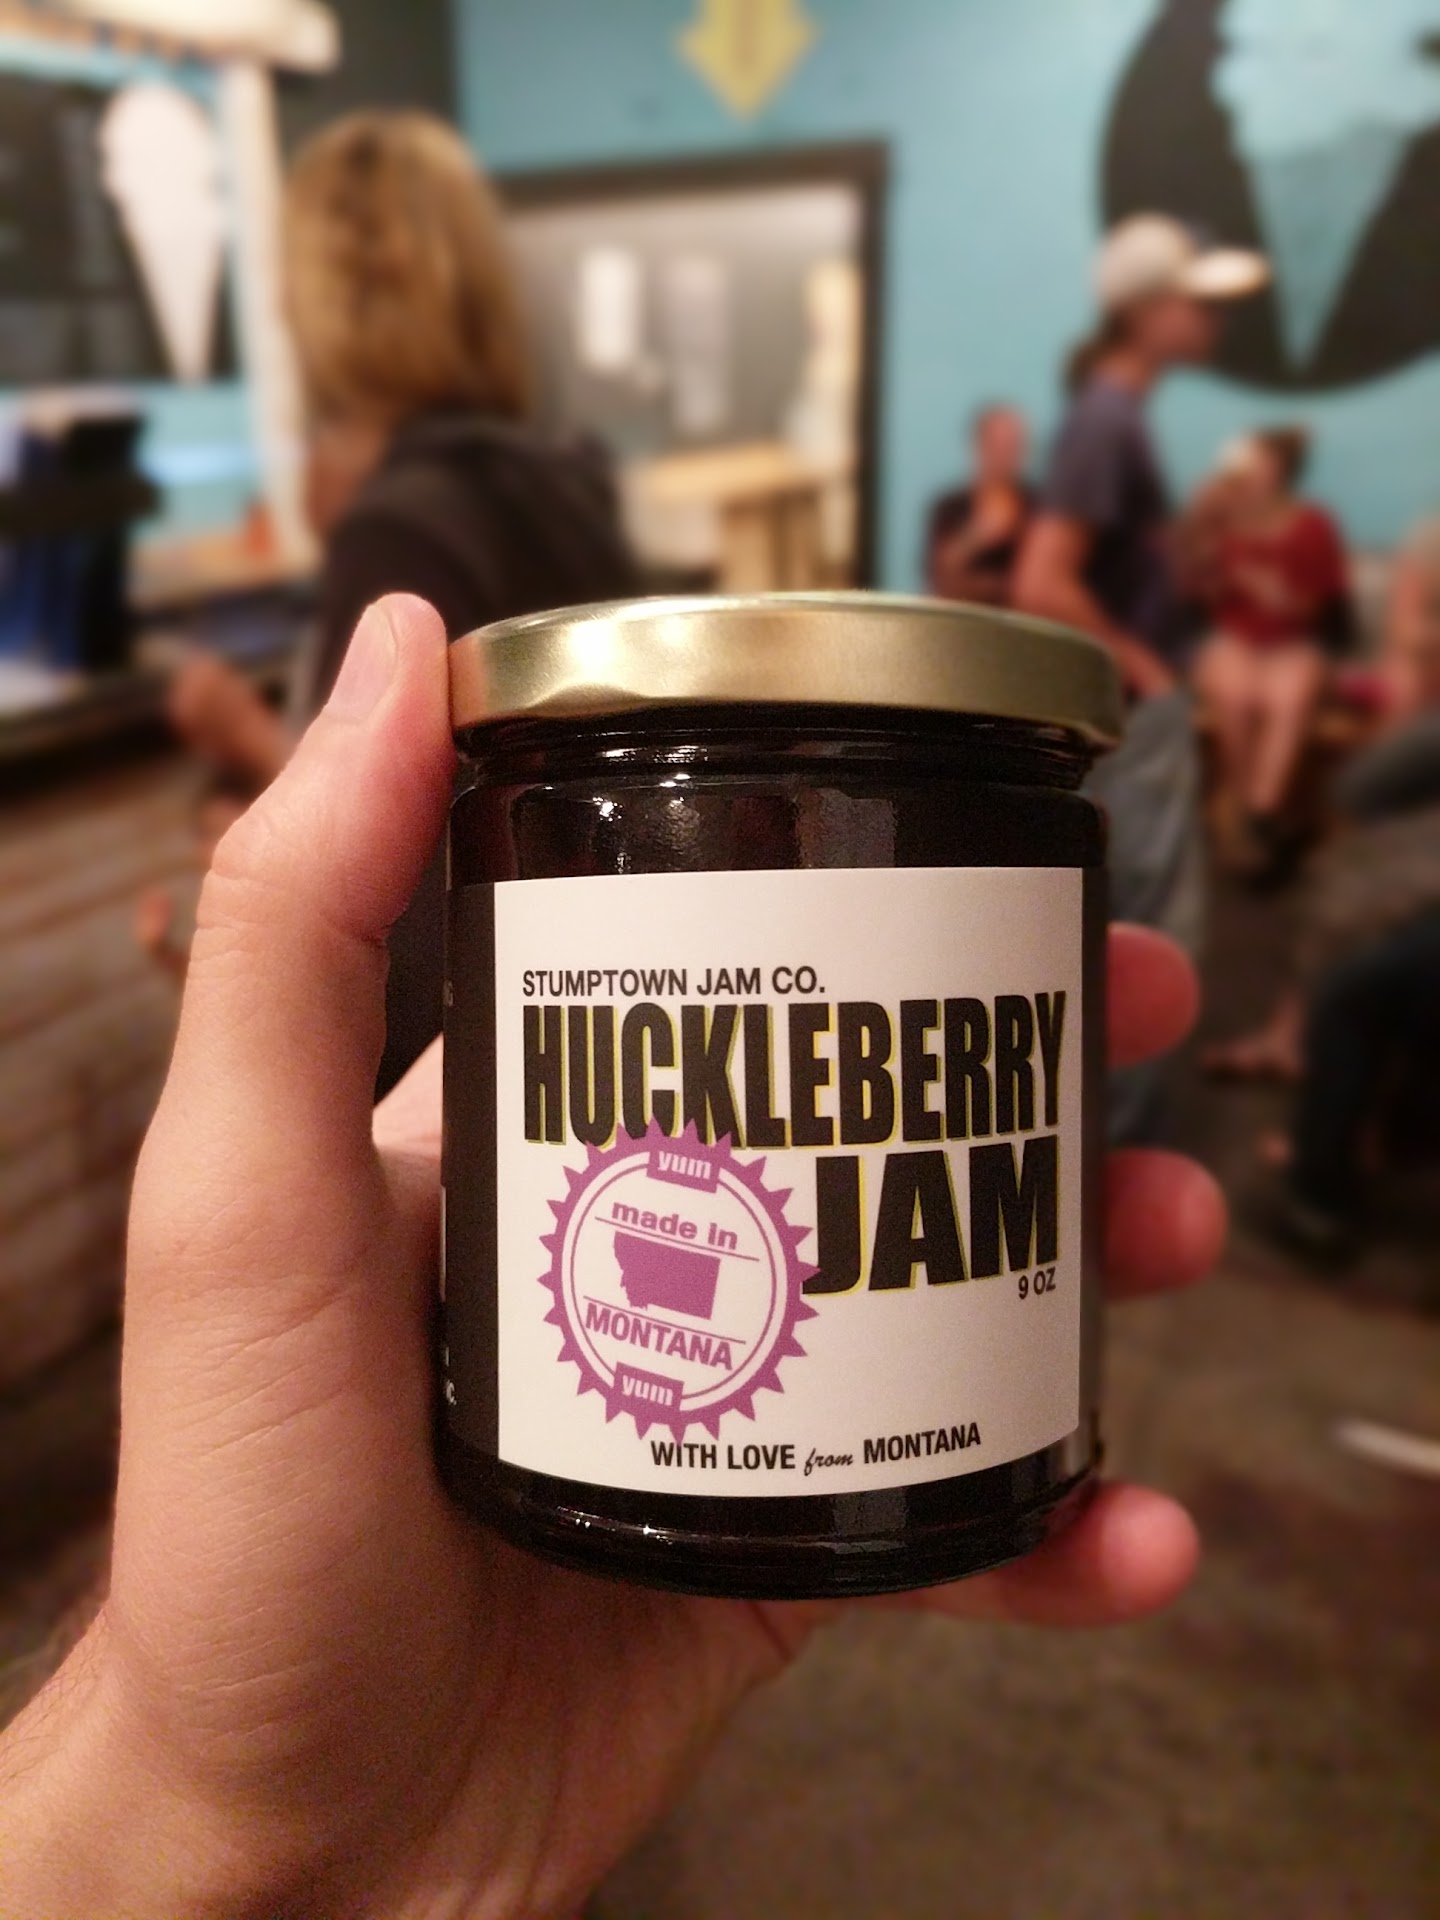 STUMPTOWN JAM CO.
HUCKLEBERRY
JAM
9 OZ
yum
made in
MONTANA
yum
WITH LOVE from MONTANA